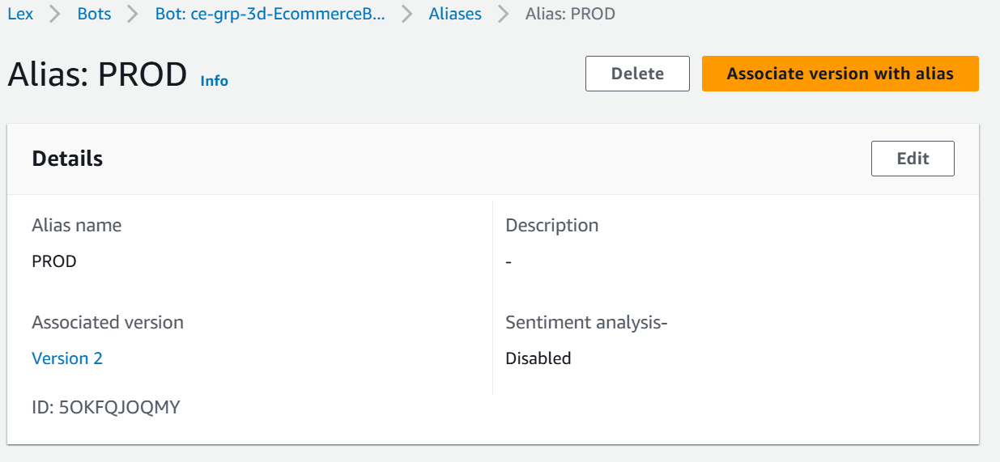 Lex > Bots > Bot: ce-grp-3d-EcommerceB... > Aliases > Alias: PROD
Alias: PROD Info Delete Associate version with alias
Details Edit
Alias name Description
PROD -
Associated version Sentiment analysis-
Version 2 Disabled
ID: 5OKFQJOQMY